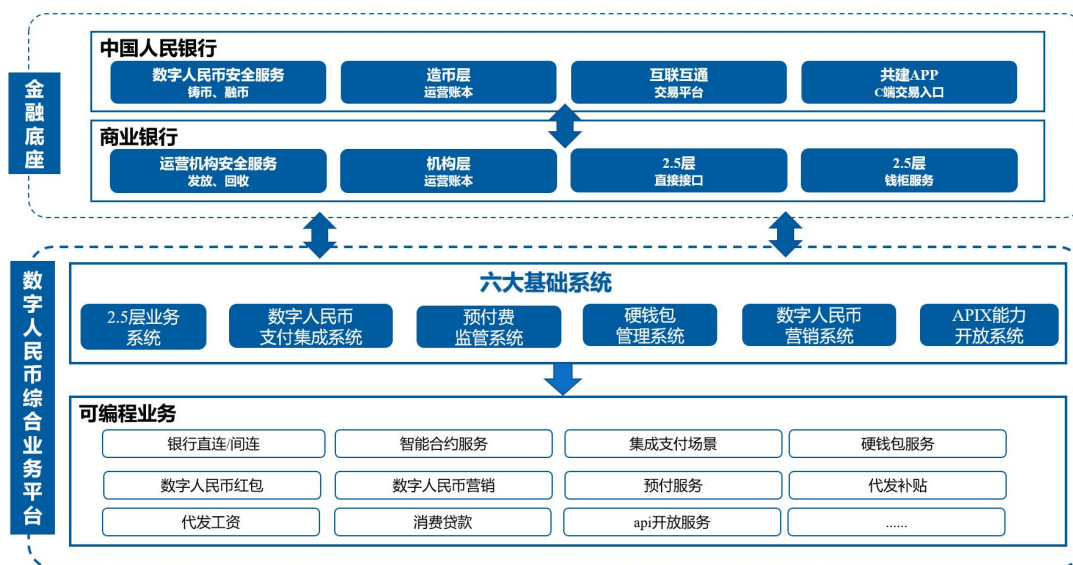 金融底座
中国人民银行
数字人民币安全服务
铸币、融币
造币层
运营账本
互联互通
交易平台
共建APP
C端交易入口
商业银行
运营机构安全服务
发放、回收
机构层
运营账本
2.5层
直接接口
2.5层
钱柜服务
数字人民币综合业务平台
六大基础系统
2.5层业务
系统
数字人民币
支付集成系统
预付费
监管系统
硬钱包
管理系统
数字人民币
营销系统
APIX能力
开放系统
可编程业务
银行直连/间连
智能合约服务
集成支付场景
硬钱包服务
数字人民币红包
数字人民币营销
预付服务
代发补贴
代发工资
消费贷款
api开放服务
......